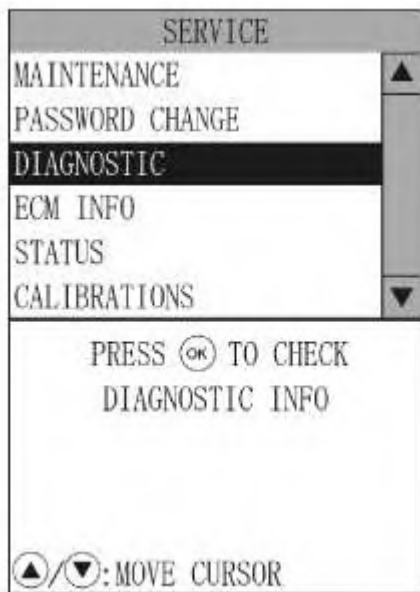 SERVICE
MAINTENANCE
PASSWORD CHANGE
DIAGNOSTIC
ECM INFO
STATUS
CALIBRATIONS
PRESS OK TO CHECK
DIAGNOSTIC INFO
▲/▼:MOVE CURSOR